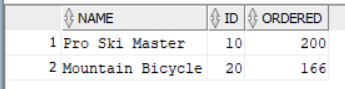 NAME ID ORDERED
1 Pro Ski Master 10 200
2 Mountain Bicycle 20 166